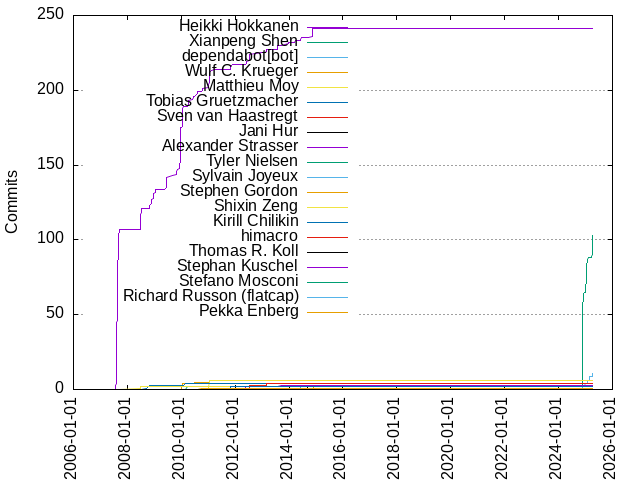 250
200
150
100
50
0
Commits
Heikki Hokkanen
Xianpeng Shen
dependabot[bot]
Wulf C. Krueger
Matthieu Moy
Tobias Gruetzmacher
Sven van Haastregt
Jani Hur
Alexander Strasser
Tyler Nielsen
Sylvain Joyeux
Stephen Gordon
Shixin Zeng
Kirill Chilikin
himacro
Thomas R. Koll
Stephan Kuschel
Stefano Mosconi
Richard Russon (flatcap)
Pekka Enberg
2006-01-01
2008-01-01
2010-01-01
2012-01-01
2014-01-01
2016-01-01
2018-01-01
2020-01-01
2022-01-01
2024-01-01
2026-01-01